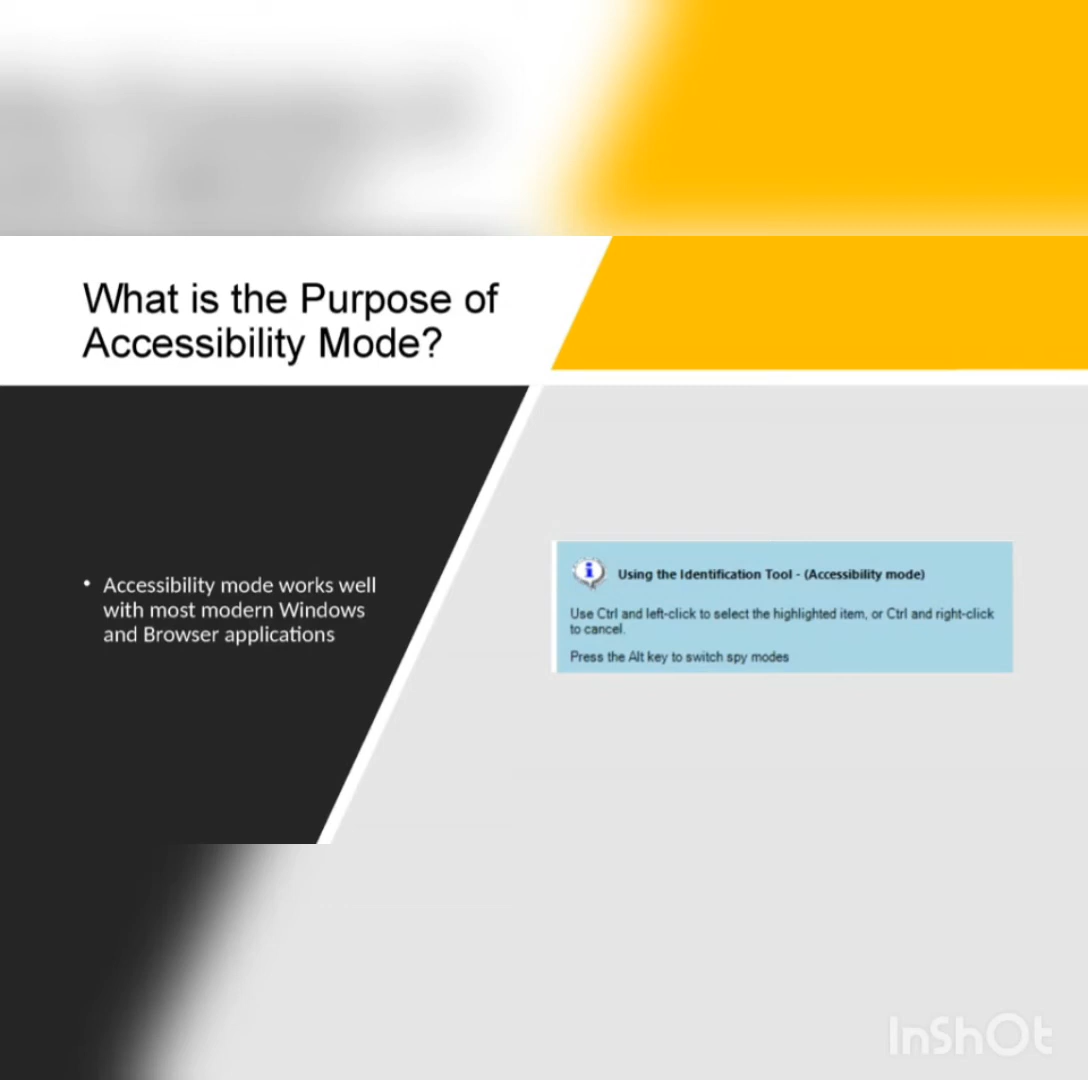 What is the Purpose of
Accessibility Mode?
• Accessibility mode works well
with most modern Windows
and Browser applications
Using the Identification Tool - (Accessibility mode)
Use Ctrl and left-click to select the highlighted item, or Ctrl and right-click
to cancel.
Press the Alt key to switch spy modes
InShOt